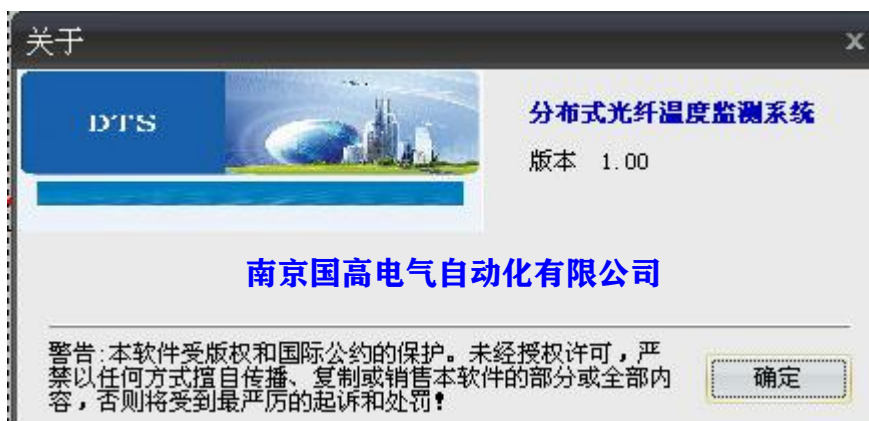 关于
x
DTS
分布式光纤温度监测系统
版本 1.00
南京国高电气自动化有限公司
警告:本软件受版权和国际公约的保护。未经授权许可，严
禁以任何方式擅自传播、复制或销售本软件的部分或全部内
容，否则将受到最严厉的起诉和处罚!
确定